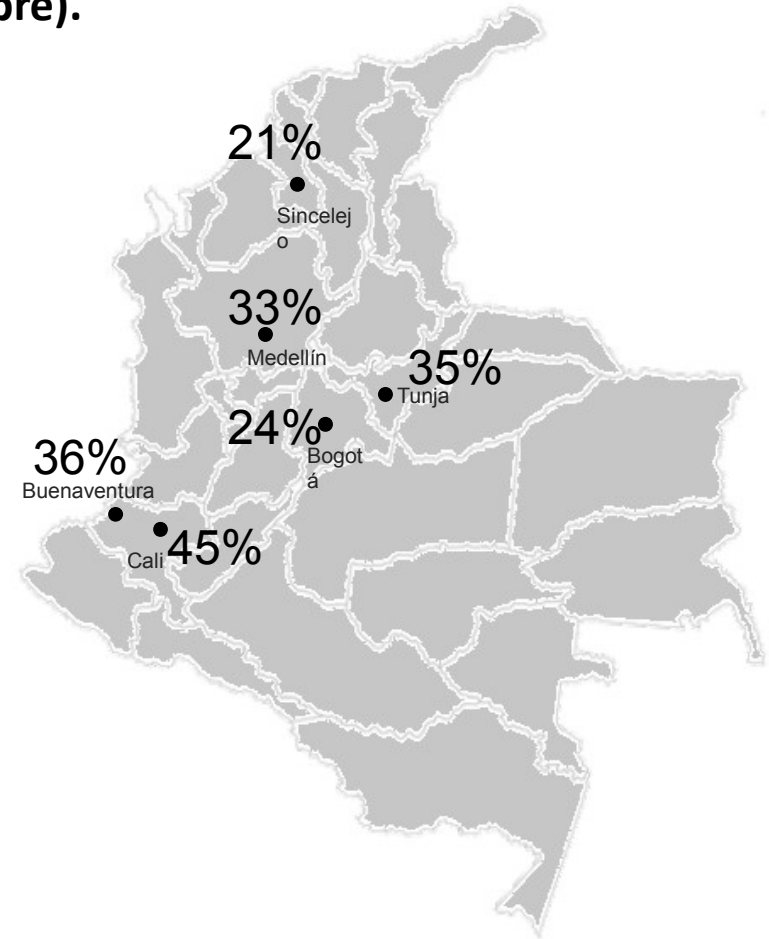 bre).
21%
Sincelej
o
33%
Medellín
35%
Tunja
24%
Bogot
á
36%
Buenaventura
Cali
45%